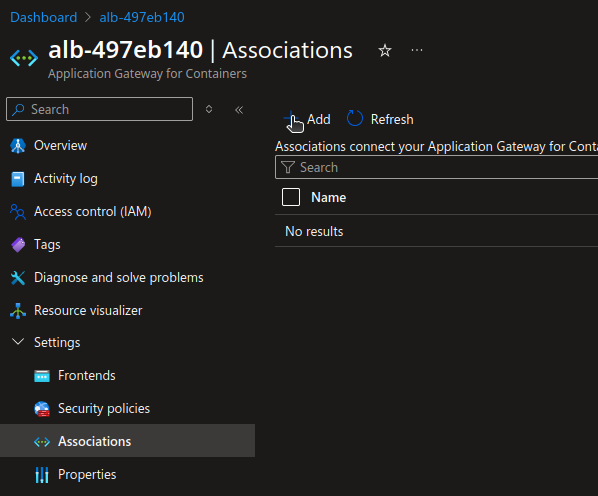 Dashboard > alb-497eb140
alb-497eb140 | Associations
Application Gateway for Containers
Search
Overview
Activity log
Access control (IAM)
Tags
Diagnose and solve problems
Resource visualizer
Settings
Frontends
Security policies
Associations
Properties
Add Refresh
Associations connect your Application Gateway for Conta
Search
Name
No results